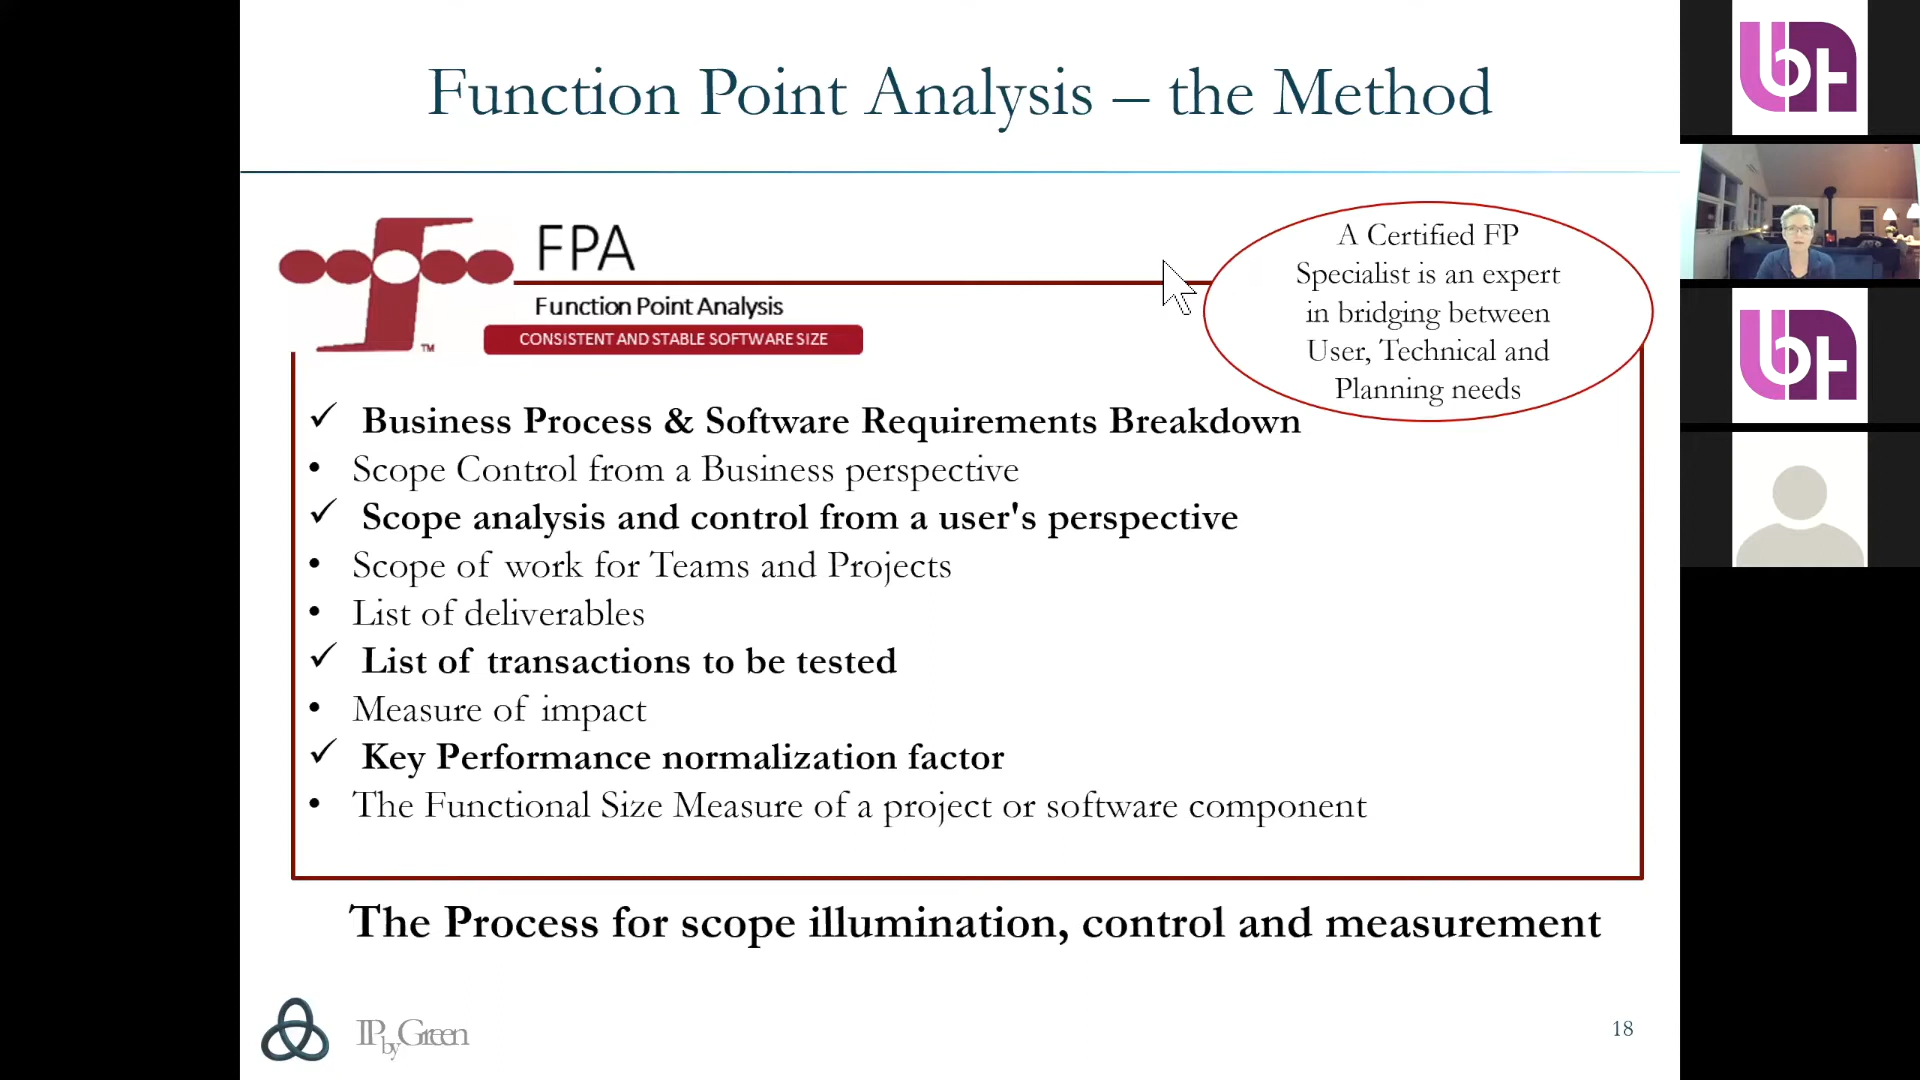 Function Point Analysis – the Method
FPA
Function Point Analysis
CONSISTENT AND STABLE SOFTWARE SIZE
TM
A Certified FP
Specialist is an expert
in bridging between
User, Technical and
Planning needs
✓ Business Process & Software Requirements Breakdown
• Scope Control from a Business perspective
✓ Scope analysis and control from a user's perspective
• Scope of work for Teams and Projects
• List of deliverables
✓ List of transactions to be tested
• Measure of impact
✓ Key Performance normalization factor
• The Functional Size Measure of a project or software component
The Process for scope illumination, control and measurement
IPbyGreen
18